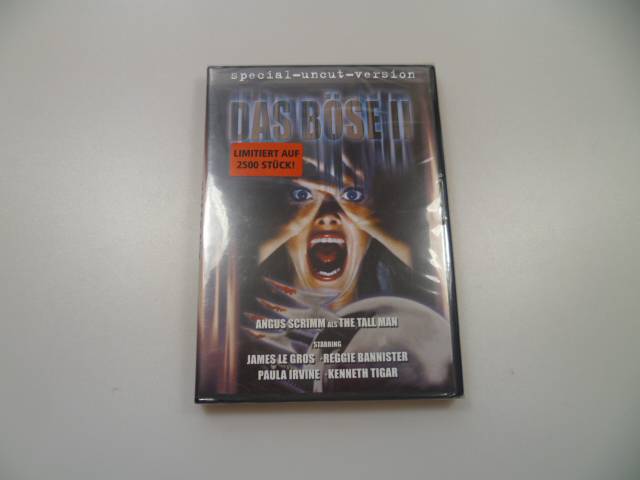 special-uncut-version
DAS BÖSE II
LIMITIERT AUF
2500 STÜCK!
ANGUS SCRIMM ALS THE TALL MAN
STARRING
JAMES LE GROS · REGGIE BANNISTER
PAULA IRVINE · KENNETH TIGAR